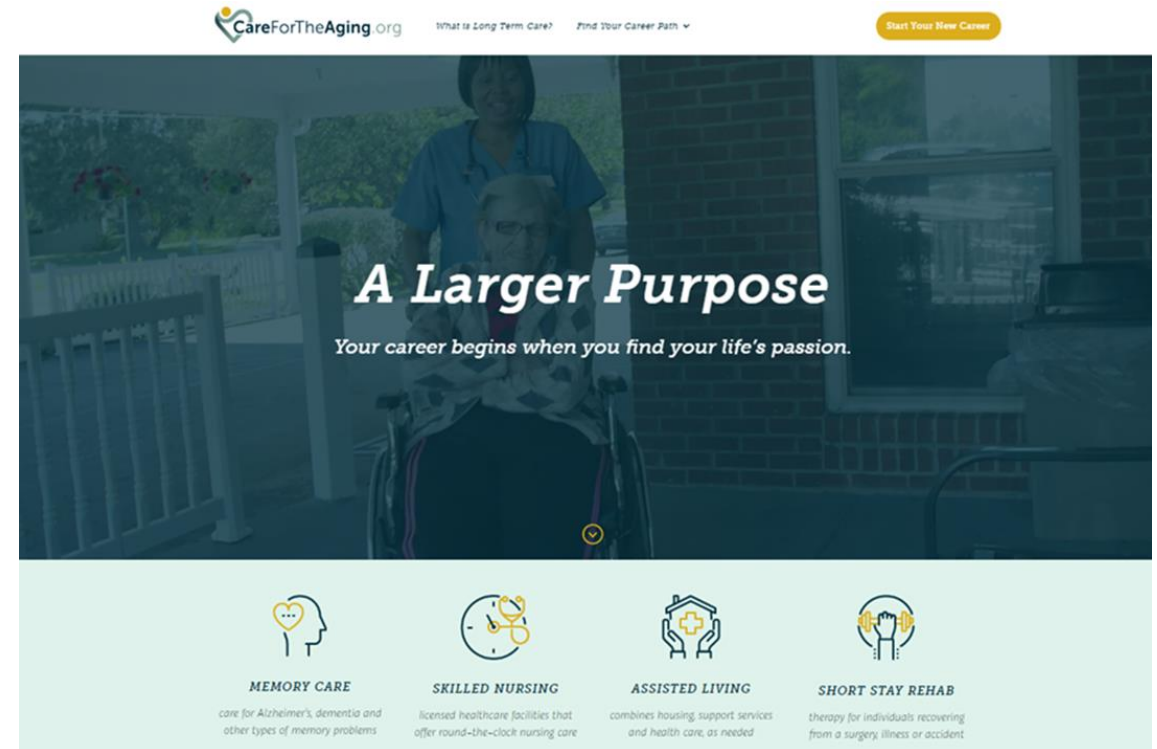 CareForTheAging.org
What is Long Term Care?
Find Your Career Path
Start Your New Career
A Larger Purpose
Your career begins when you find your life's passion.
MEMORY CARE
care for Alzheimer's, dementia and
other types of memory problems
SKILLED NURSING
licensed healthcare facilities that
offer round-the-clock nursing care
ASSISTED LIVING
combines housing, support services
and health care, as needed
SHORT STAY REHAB
therapy for individuals recovering
from a surgery, illness or accident